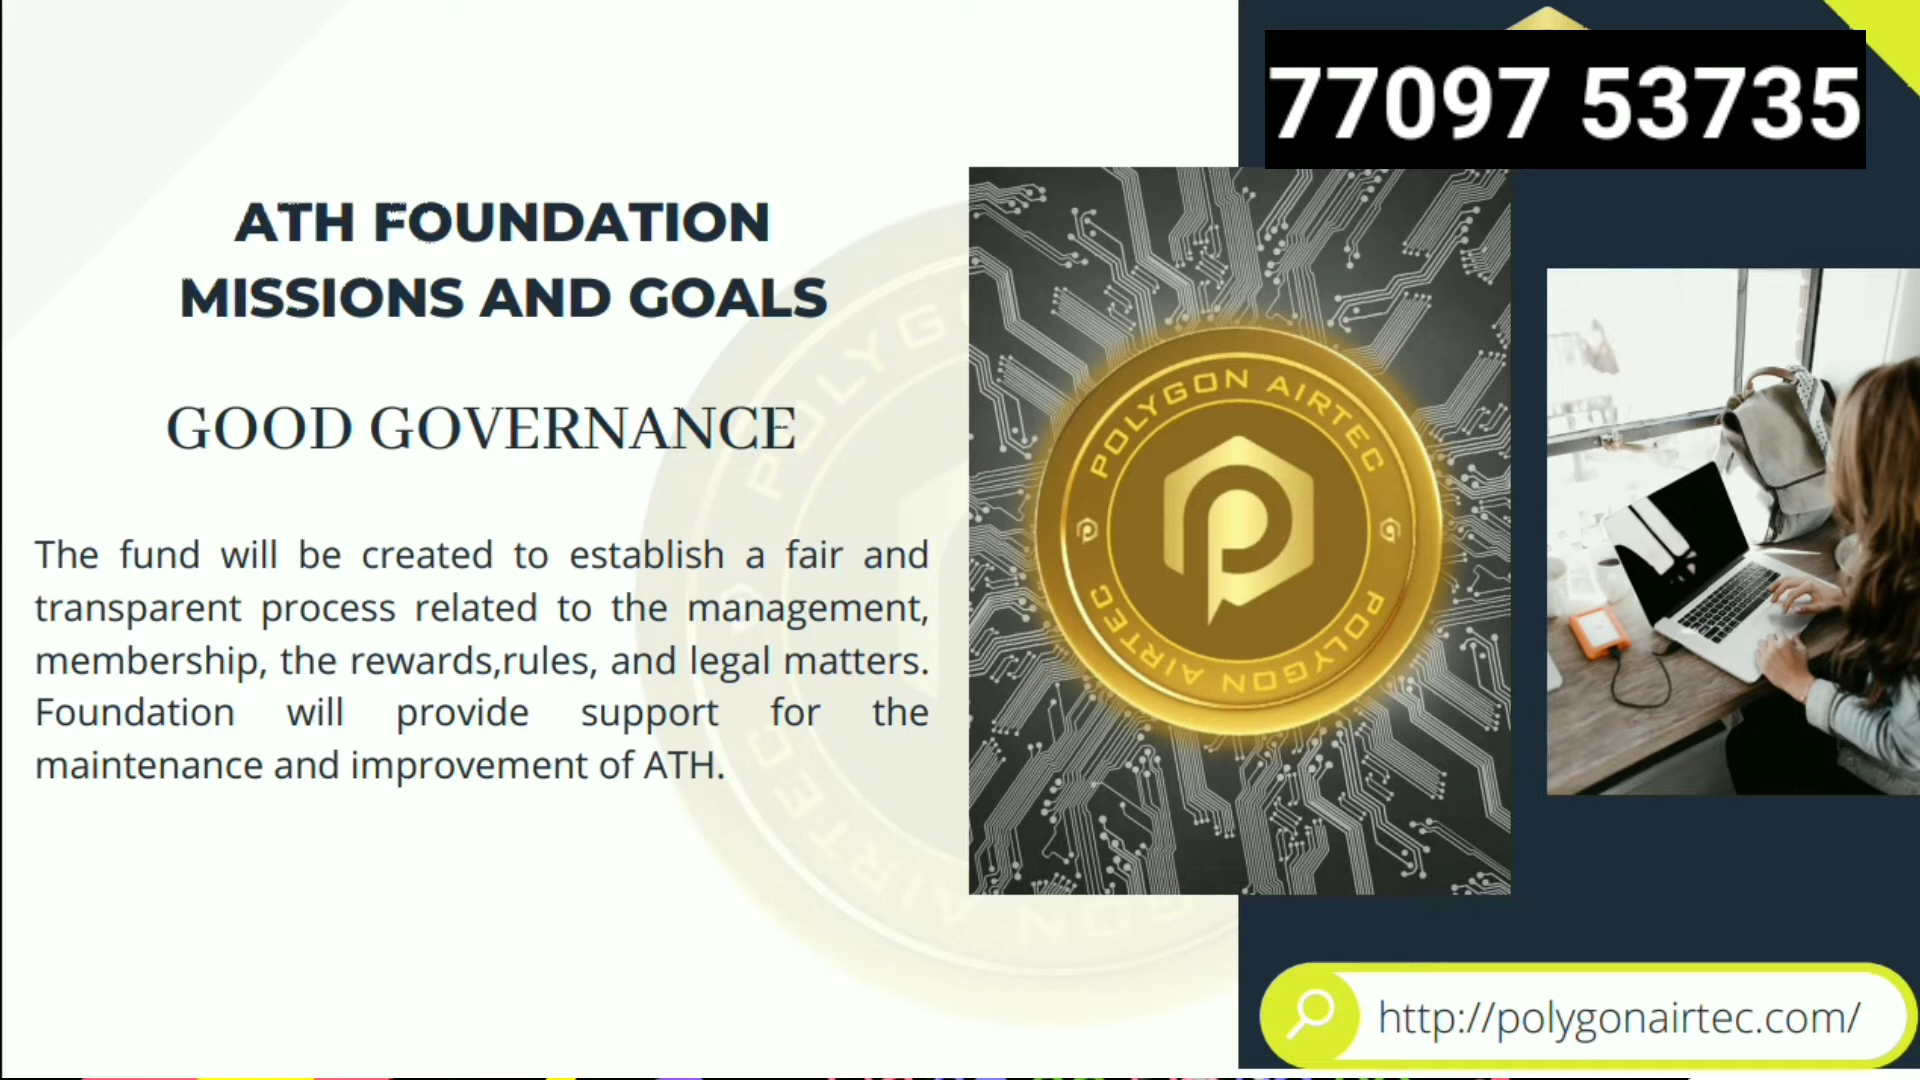 77097 53735
ATH FOUNDATION
MISSIONS AND GOALS
GOOD GOVERNANCE
The fund will be created to establish a fair and
transparent process related to the management,
membership, the rewards,rules, and legal matters.
Foundation will provide support for the
maintenance and improvement of ATH.
POLYGON AIRTEC
POLYGON AIRTEC
http://polygonairtec.com/